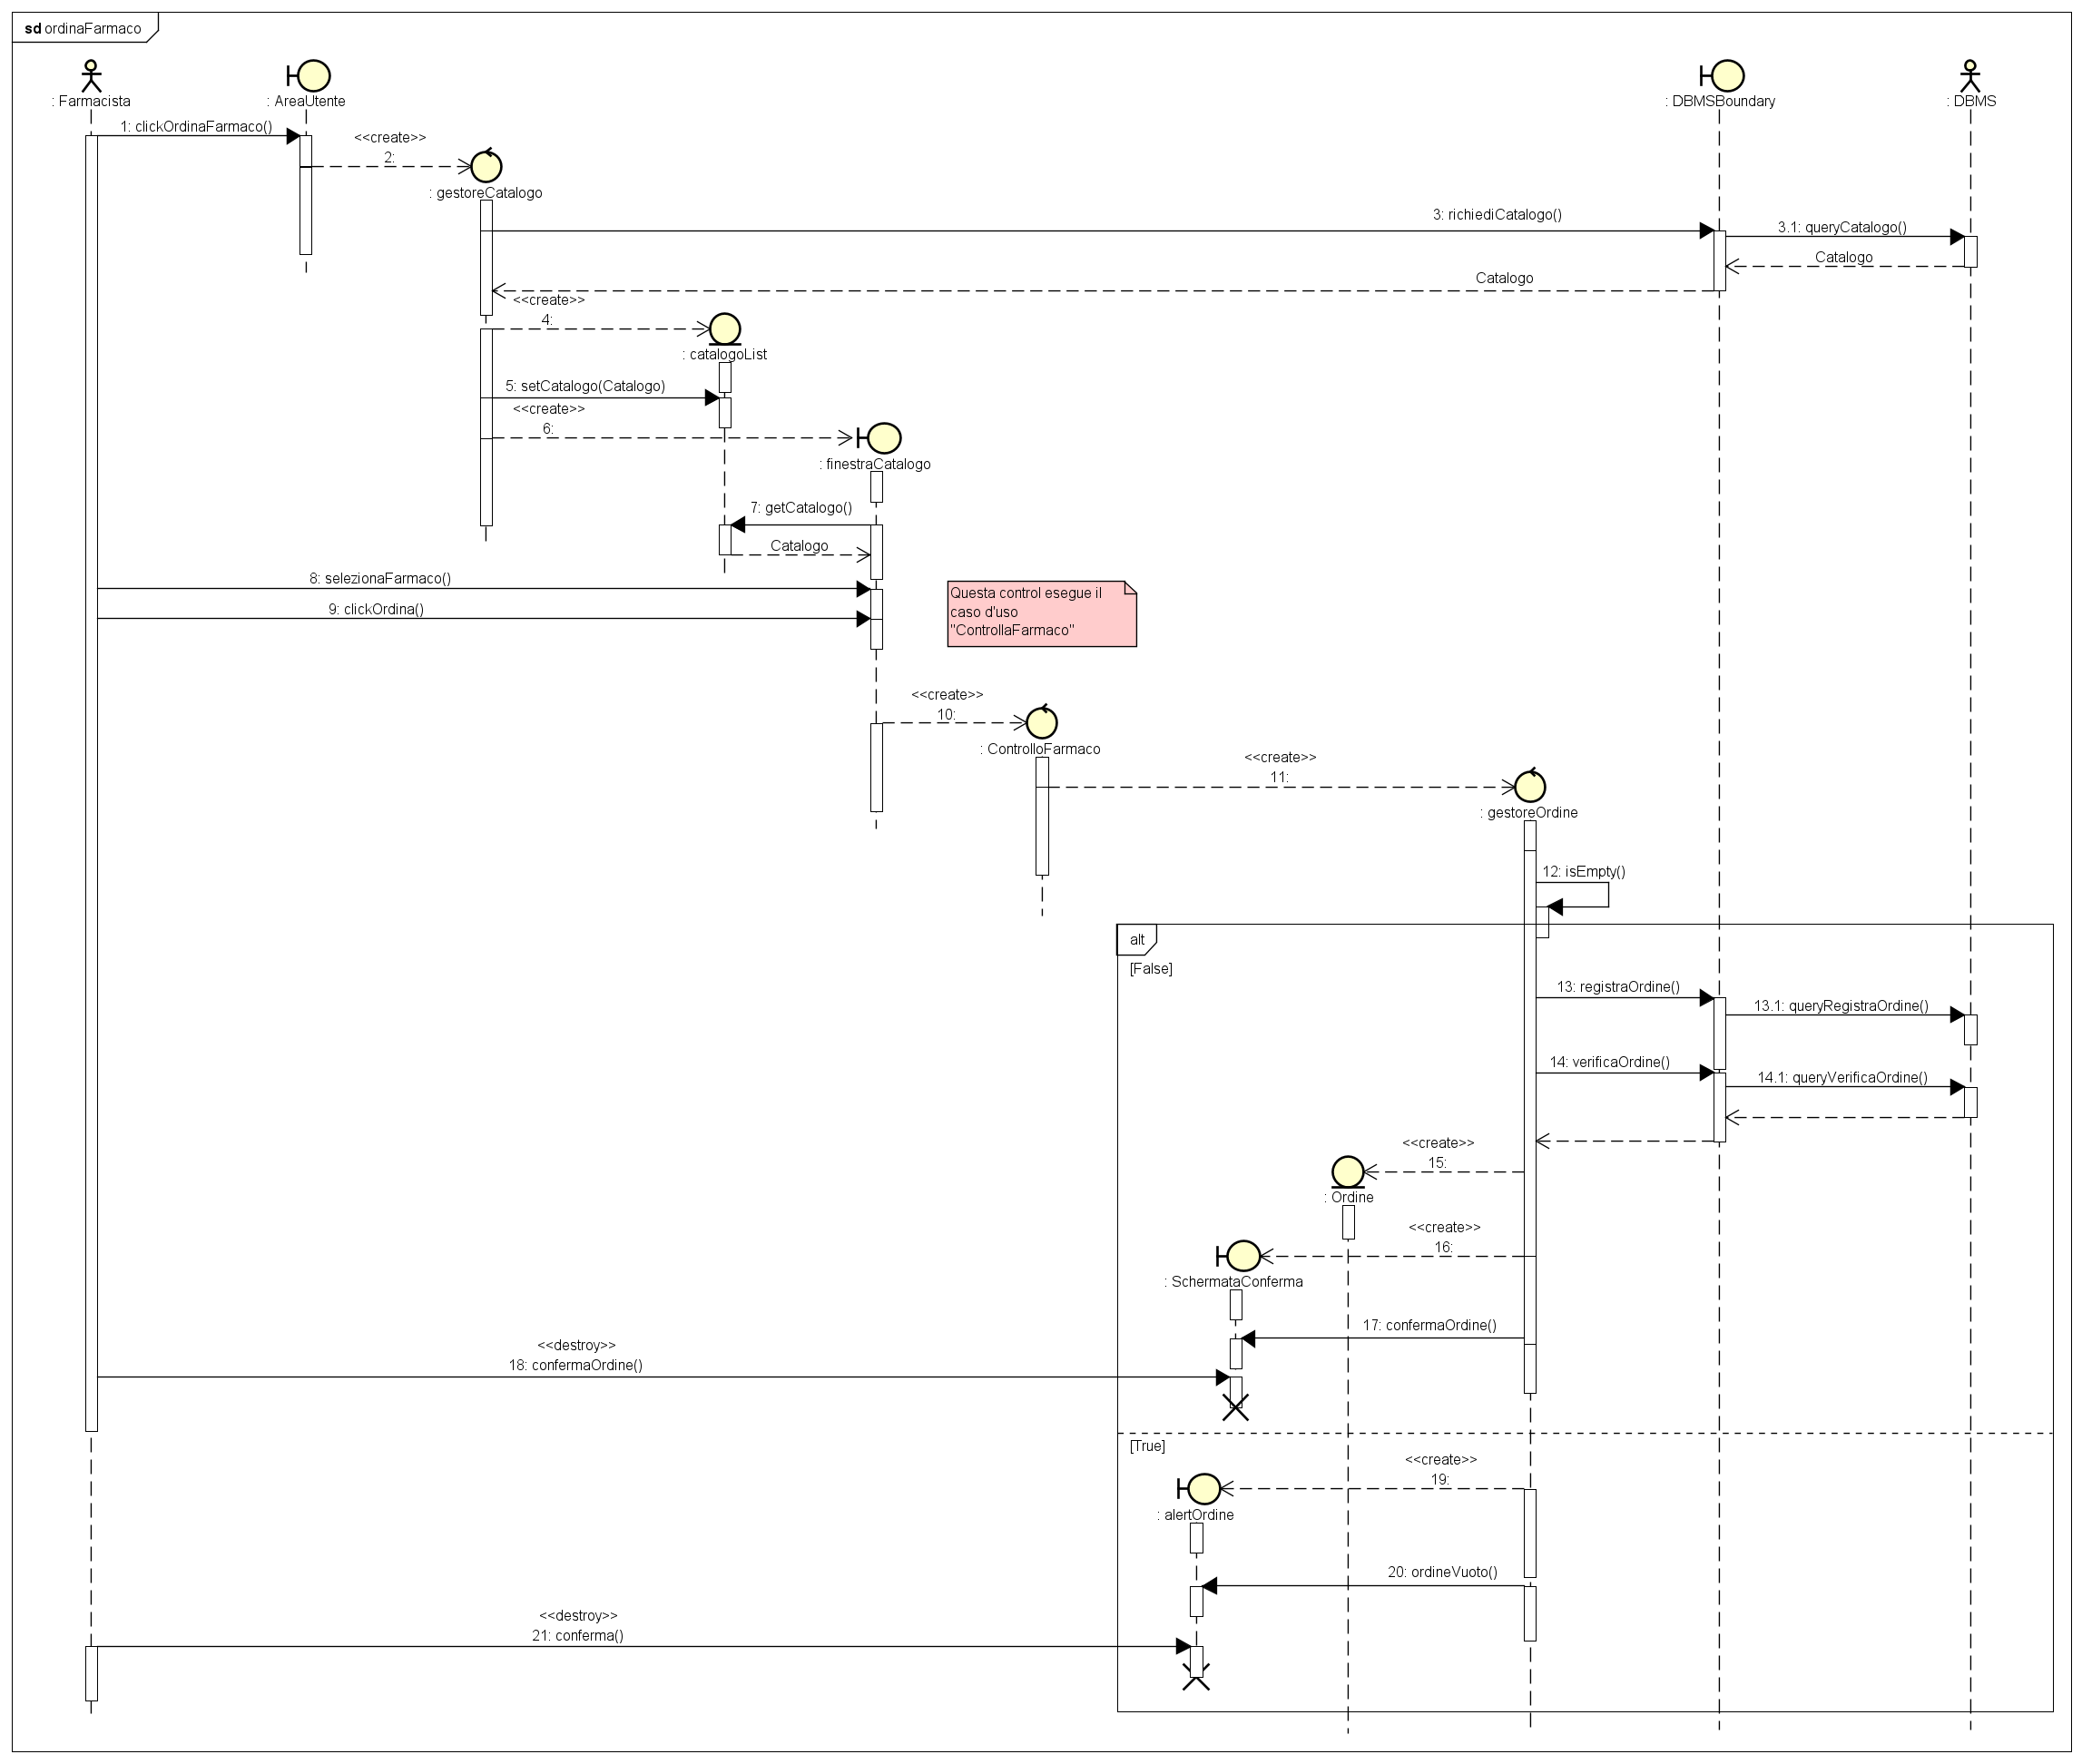 sd ordinaFarmaco
: Farmacista
: AreaUtente
: DBMSBoundary
: DBMS
1: clickOrdinaFarmaco()
<<create>>
2:
: gestoreCatalogo
3: richiediCatalogo()
3.1: queryCatalogo()
Catalogo
Catalogo
<<create>>
4:
: catalogoList
5: setCatalogo(Catalogo)
<<create>>
6:
: finestraCatalogo
7: getCatalogo()
Catalogo
8: selezionaFarmaco()
9: clickOrdina()
Questa control esegue il
caso d'uso
"ControllaFarmaco"
<<create>>
10:
: ControlloFarmaco
<<create>>
11:
: gestoreOrdine
12: isEmpty()
alt
[False]
13: registraOrdine()
13.1: queryRegistraOrdine()
14: verificaOrdine()
14.1: queryVerificaOrdine()
<<create>>
15:
: Ordine
<<create>>
16:
: SchermataConferma
17: confermaOrdine()
<<destroy>>
18: confermaOrdine()
[True]
<<create>>
19:
: alertOrdine
20: ordineVuoto()
<<destroy>>
21: conferma()